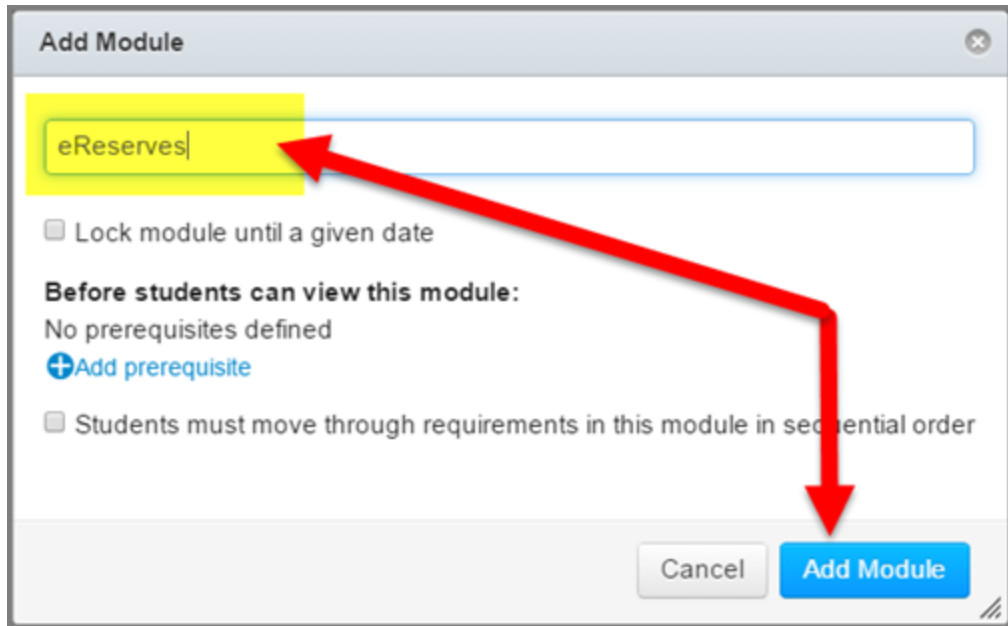 Add Module
eReserves
Lock module until a given date
Before students can view this module:
No prerequisites defined
Add prerequisite
Students must move through requirements in this module in sequential order
Cancel
Add Module